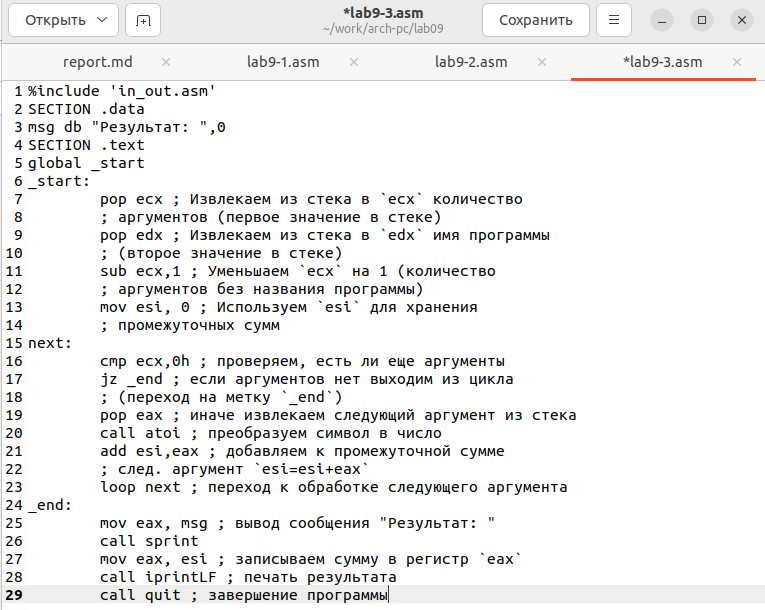 Открыть
*lab9-3.asm
~/work/arch-pc/lab09
Сохранить
report.md
lab9-1.asm
lab9-2.asm
*lab9-3.asm
1 %include 'in_out.asm'
2 SECTION .data
3 msg db "Результат: ",0
4 SECTION .text
5 global _start
6 _start:
7 pop ecx ; Извлекаем из стека в `ecx` количество
8 ; аргументов (первое значение в стеке)
9 pop edx ; Извлекаем из стека в `edx` имя программы
10 ; (второе значение в стеке)
11 sub ecx,1 ; Уменьшаем `ecx` на 1 (количество
12 ; аргументов без названия программы)
13 mov esi, 0 ; Используем `esi` для хранения
14 ; промежуточных сумм
15 next:
16 cmp ecx,0h ; проверяем, есть ли еще аргументы
17 jz _end ; если аргументов нет выходим из цикла
18 ; (переход на метку `_end`)
19 pop eax ; иначе извлекаем следующий аргумент из стека
20 call atoi ; преобразуем символ в число
21 add esi,eax ; добавляем к промежуточной сумме
22 ; след. аргумент `esi=esi+eax`
23 loop next ; переход к обработке следующего аргумента
24 _end:
25 mov eax, msg ; вывод сообщения "Результат: "
26 call sprint
27 mov eax, esi ; записываем сумму в регистр `eax`
28 call iprintLF ; печать результата
29 call quit ; завершение программы